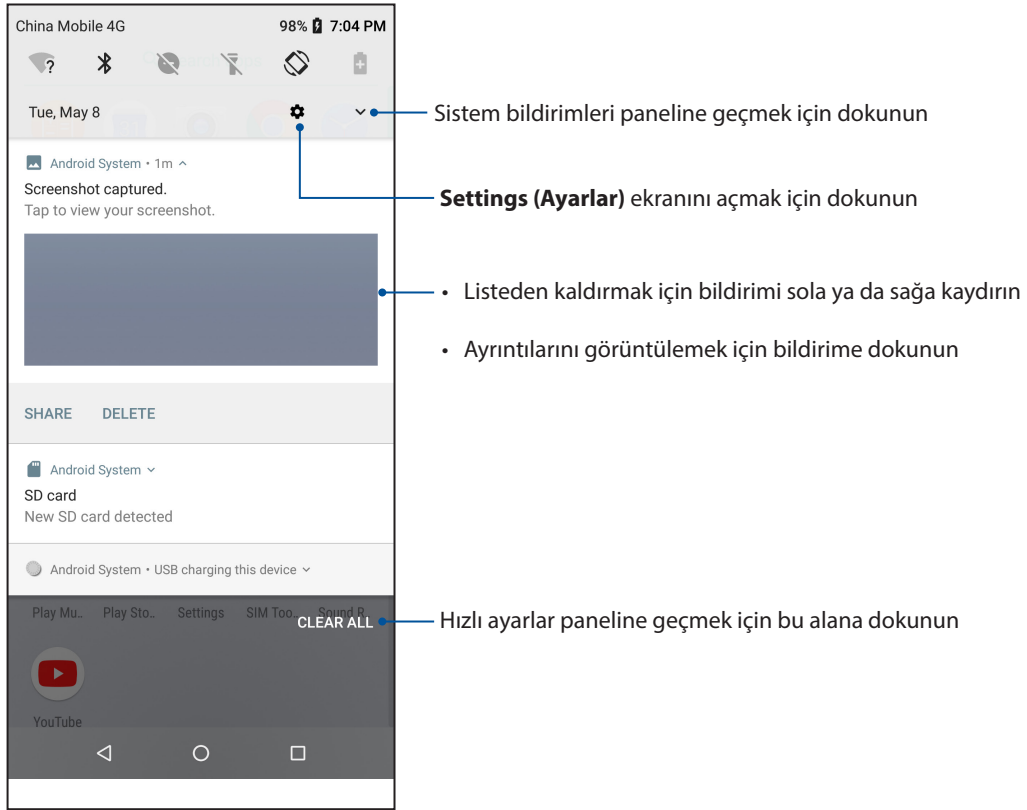 China Mobile 4G 98% 7:04 PM
?
Tue, May 8
Sistem bildirimleri paneline geçmek için dokunun
Android System • 1m
Screenshot captured.
Tap to view your screenshot.
Settings (Ayarlar) ekranını açmak için dokunun
• Listeden kaldırmak için bildirimi sola ya da sağa kaydırın
• Ayrıntılarını görüntülemek için bildirime dokunun
SHARE DELETE
Android System
SD card
New SD card detected
Android System • USB charging this device
Play Mu.. Play Sto.. Settings SIM Too.. Sound R..
CLEAR ALL
Hızlı ayarlar paneline geçmek için bu alana dokunun
YouTube